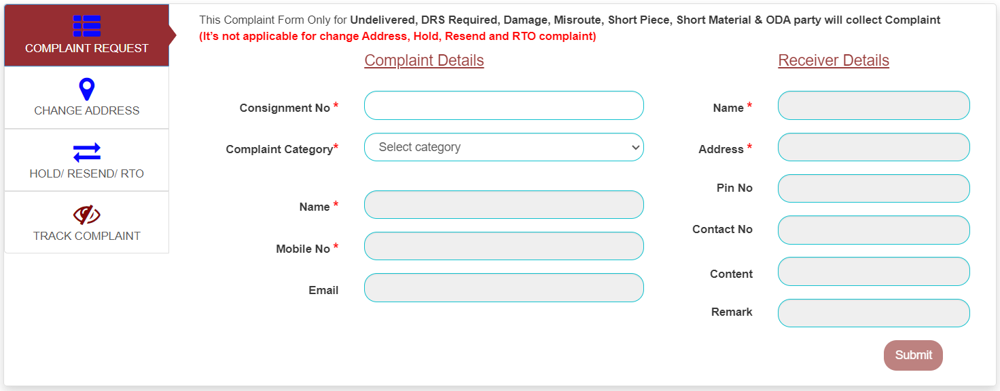 COMPLAINT REQUEST
CHANGE ADDRESS
HOLD/ RESEND/ RTO
TRACK COMPLAINT
This Complaint Form Only for Undelivered, DRS Required, Damage, Misroute, Short Piece, Short Material & ODA party will collect Complaint
(It’s not applicable for change Address, Hold, Resend and RTO complaint)
Complaint Details
Consignment No *
Complaint Category*
Select category
Name *
Mobile No *
Email
Receiver Details
Name *
Address *
Pin No
Contact No
Content
Remark
Submit